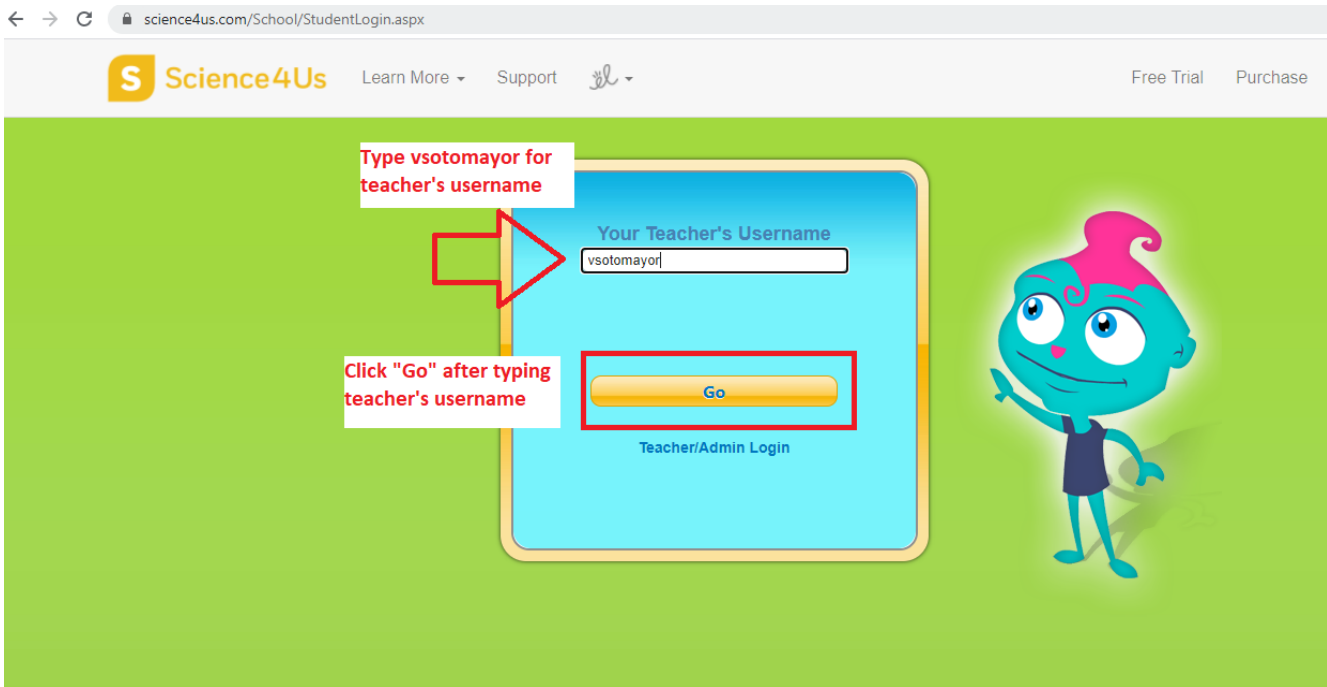 science4us.com/School/StudentLogin.aspx
S Science4Us Learn More Support Free Trial Purchase
Type vsotomayor for
teacher's username
Your Teacher's Username
vsotomayor
Click "Go" after typing
teacher's username
Go
Teacher/Admin Login